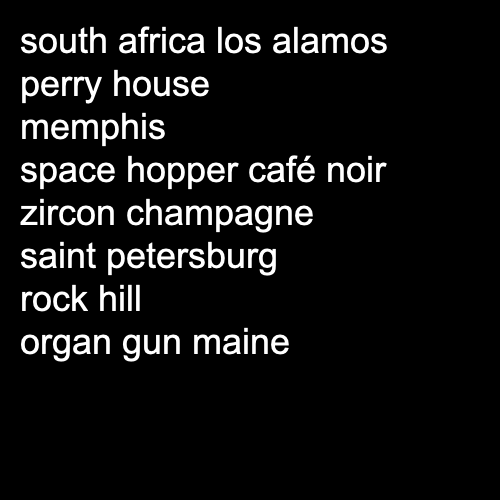 south africa los alamos
perry house
memphis
space hopper café noir
zircon champagne
saint petersburg
rock hill
organ gun maine